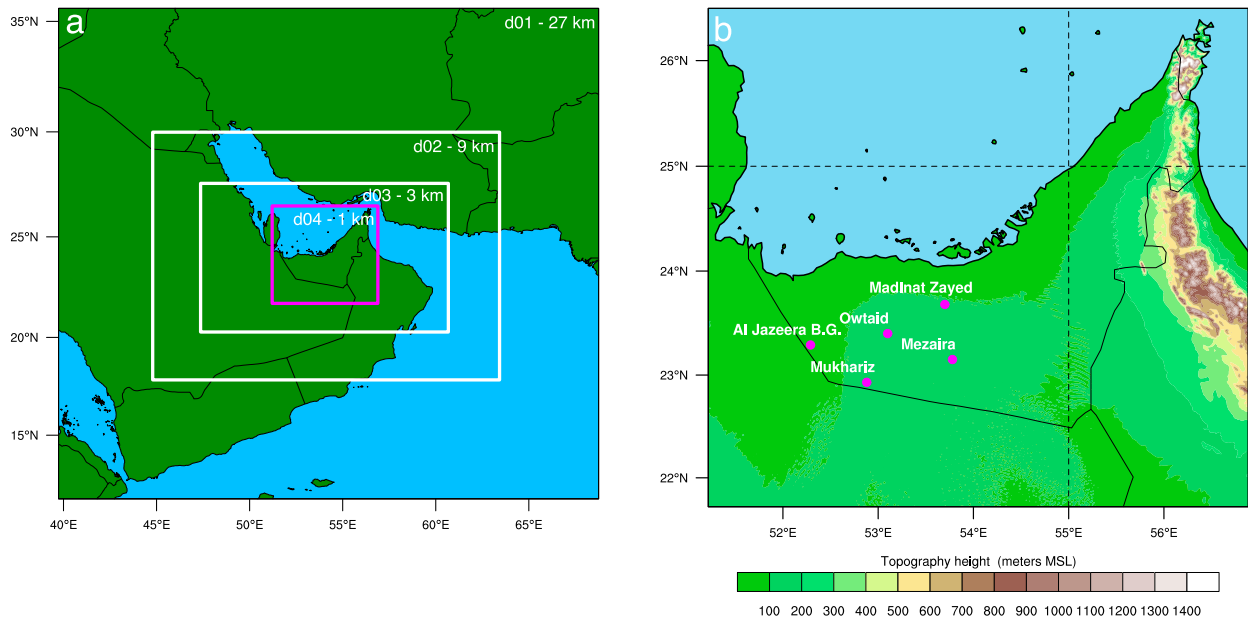 a
d01 - 27 km
d02 - 9 km
d03 - 3 km
d04 - 1 km
35°N
30°N
25°N
20°N
15°N
40°E 45°E 50°E 55°E 60°E 65°E
b
26°N
25°N
24°N
23°N
22°N
MadInat Zayed
Owtaid
Al Jazeera B.G.
Mezaira
Mukhariz
52°E 53°E 54°E 55°E 56°E
Topography height (meters MSL)
100 200 300 400 500 600 700 800 900 1000 1100 1200 1300 1400